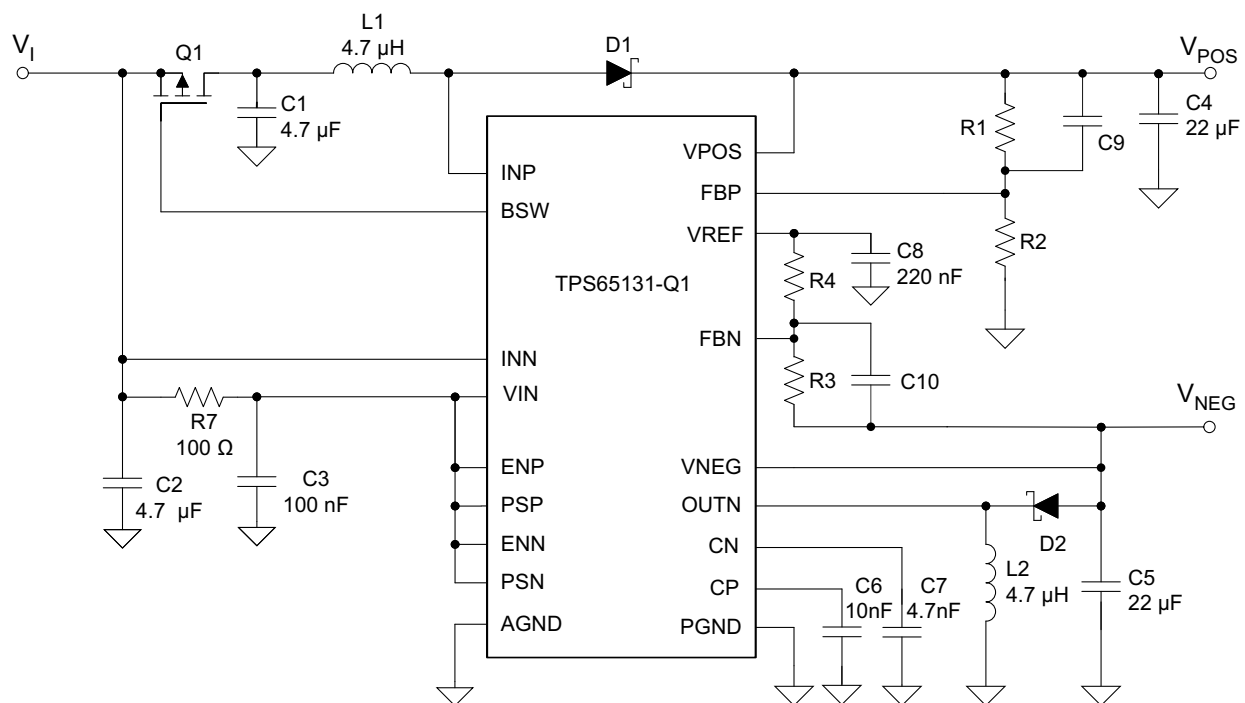 L1
4.7 µH
D1
V_I
Q1
V_POS
C1
4.7 µF
R1
C9
C4
22 µF
VPOS
INP
FBP
BSW
VREF
R2
C8
220 nF
R4
TPS65131-Q1
FBN
INN
R3
C10
VIN
R7
100 Ω
V_NEG
C2
4.7 µF
C3
100 nF
ENP
VNEG
PSP
OUTN
D2
ENN
CN
L2
4.7 µH
C5
22 µF
PSN
CP
C6
10nF
C7
4.7nF
AGND
PGND